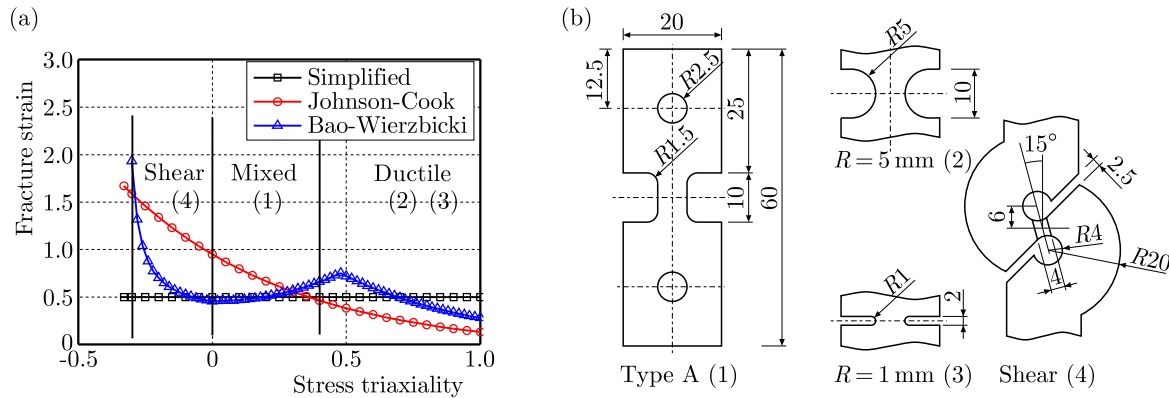 (a)
Fracture strain
3.0
2.5
2.0
1.5
1.0
0.5
0
-0.5
0
0.5
1.0
Stress triaxiality
Simplified
Johnson-Cook
Bao-Wierzbicki
Shear
(4)
Mixed
(1)
Ductile
(2) (3)
(b)
20
12.5
R2.5
25
R1.5
10
60
Type A (1)
R5
10
R = 5 mm (2)
R1
2
R = 1 mm (3)
15°
2.5
6
R4
R20
4
Shear (4)